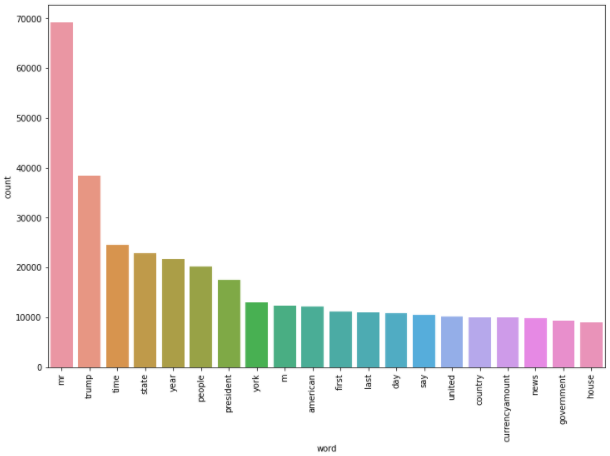 70000
60000
50000
40000
30000
20000
10000
0
count
mr
trump
time
state
year
people
president
york
m
american
first
last
day
say
united
country
currencyamount
news
government
house
word